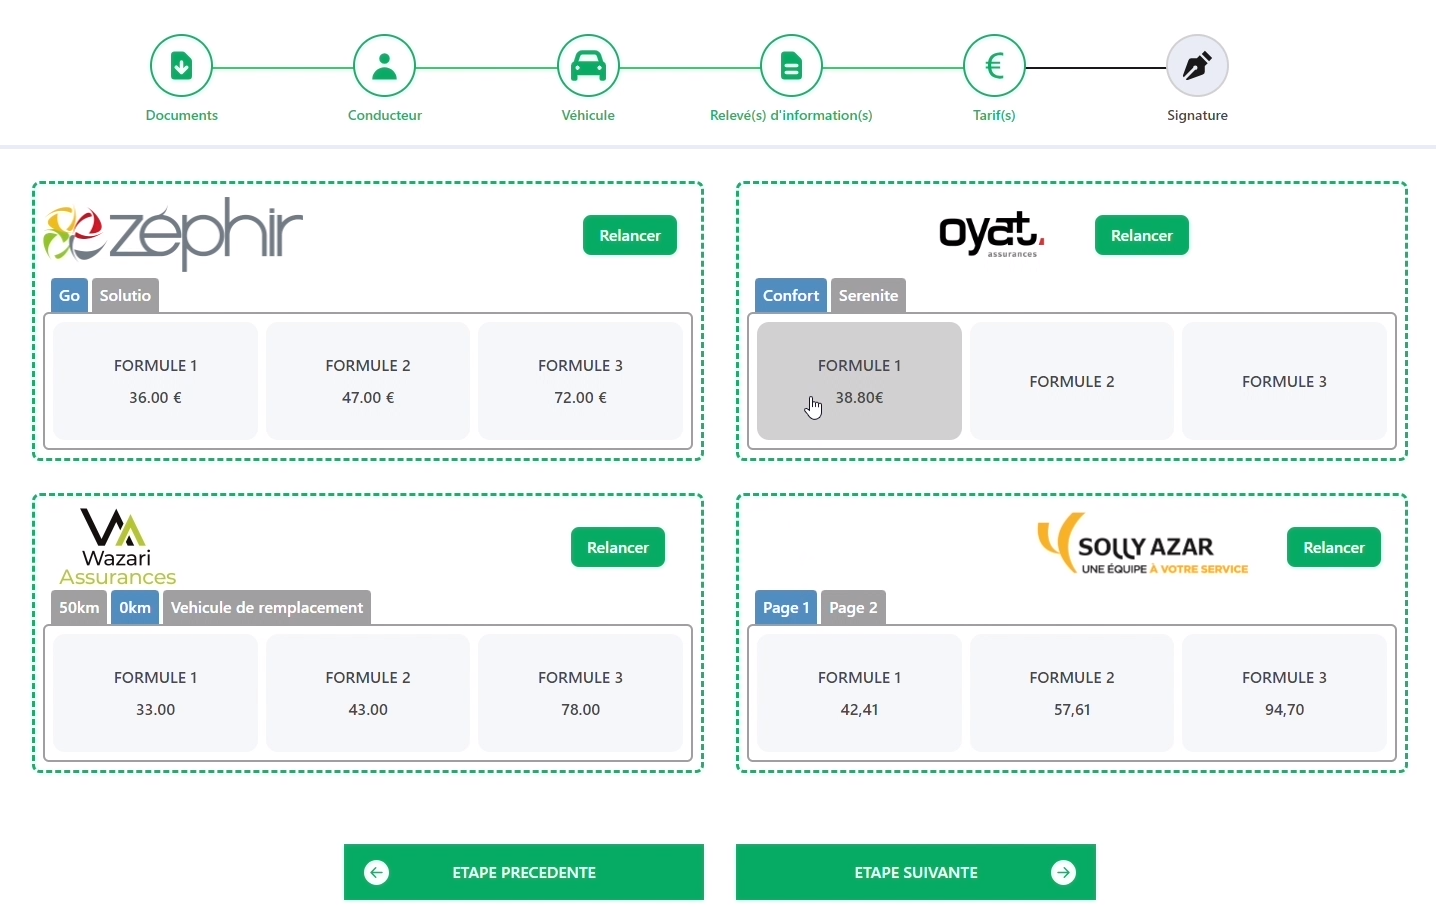 Documents
Conducteur
Véhicule
Relevé(s) d'information(s)
Tarif(s)
Signature
zéphir
Relancer
Go
Solutio
FORMULE 1
36.00 €
FORMULE 2
47.00 €
FORMULE 3
72.00 €
oyat.
assurances
Relancer
Confort
Serenite
FORMULE 1
38.80€
FORMULE 2
FORMULE 3
Wazari
Assurances
Relancer
50km
0km
Vehicule de remplacement
FORMULE 1
33.00
FORMULE 2
43.00
FORMULE 3
78.00
SOLLY AZAR
UNE ÉQUIPE À VOTRE SERVICE
Relancer
Page 1
Page 2
FORMULE 1
42,41
FORMULE 2
57,61
FORMULE 3
94,70
ETAPE PRECEDENTE
ETAPE SUIVANTE